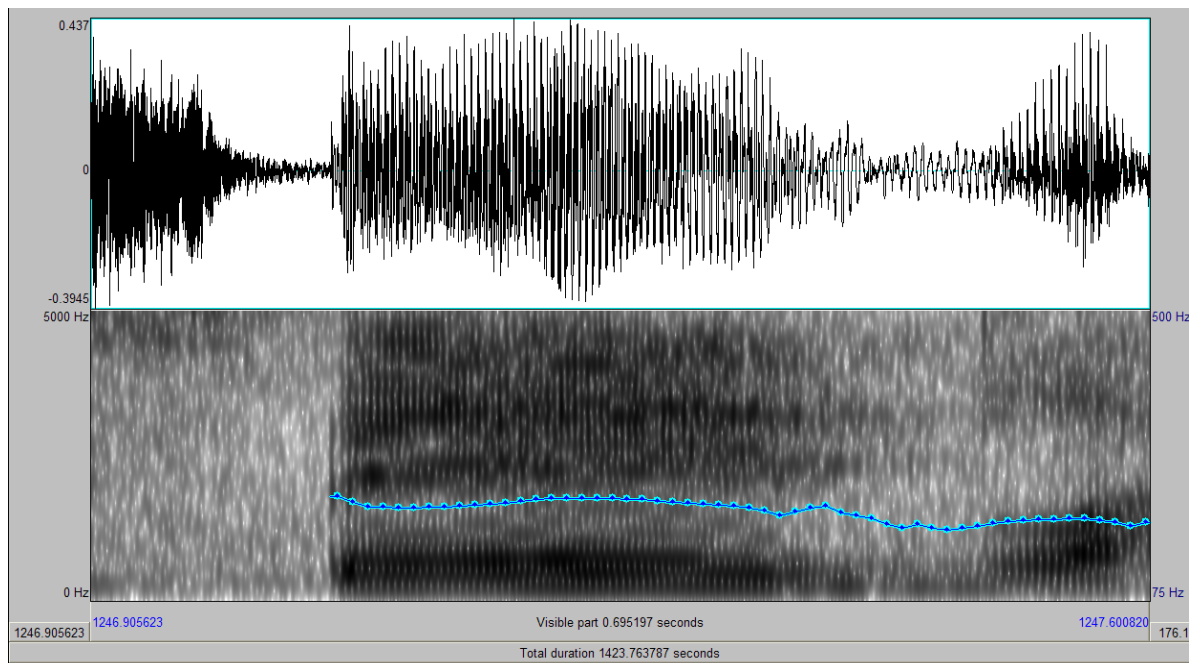 0.437
0
-0.3945
5000 Hz 500 Hz
0 Hz 75 Hz
1246.905623 Visible part 0.695197 seconds 1247.600820
1246.905623 176.1
Total duration 1423.763787 seconds